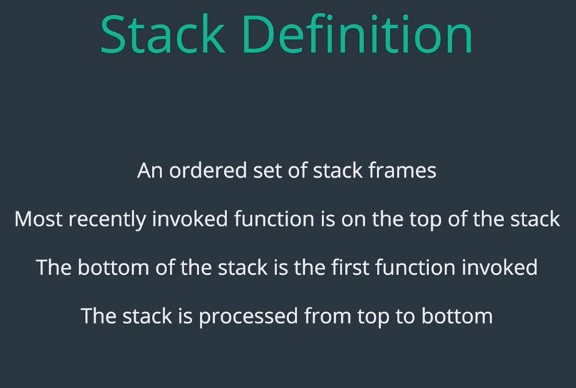 Stack Definition
An ordered set of stack frames
Most recently invoked function is on the top of the stack
The bottom of the stack is the first function invoked
The stack is processed from top to bottom